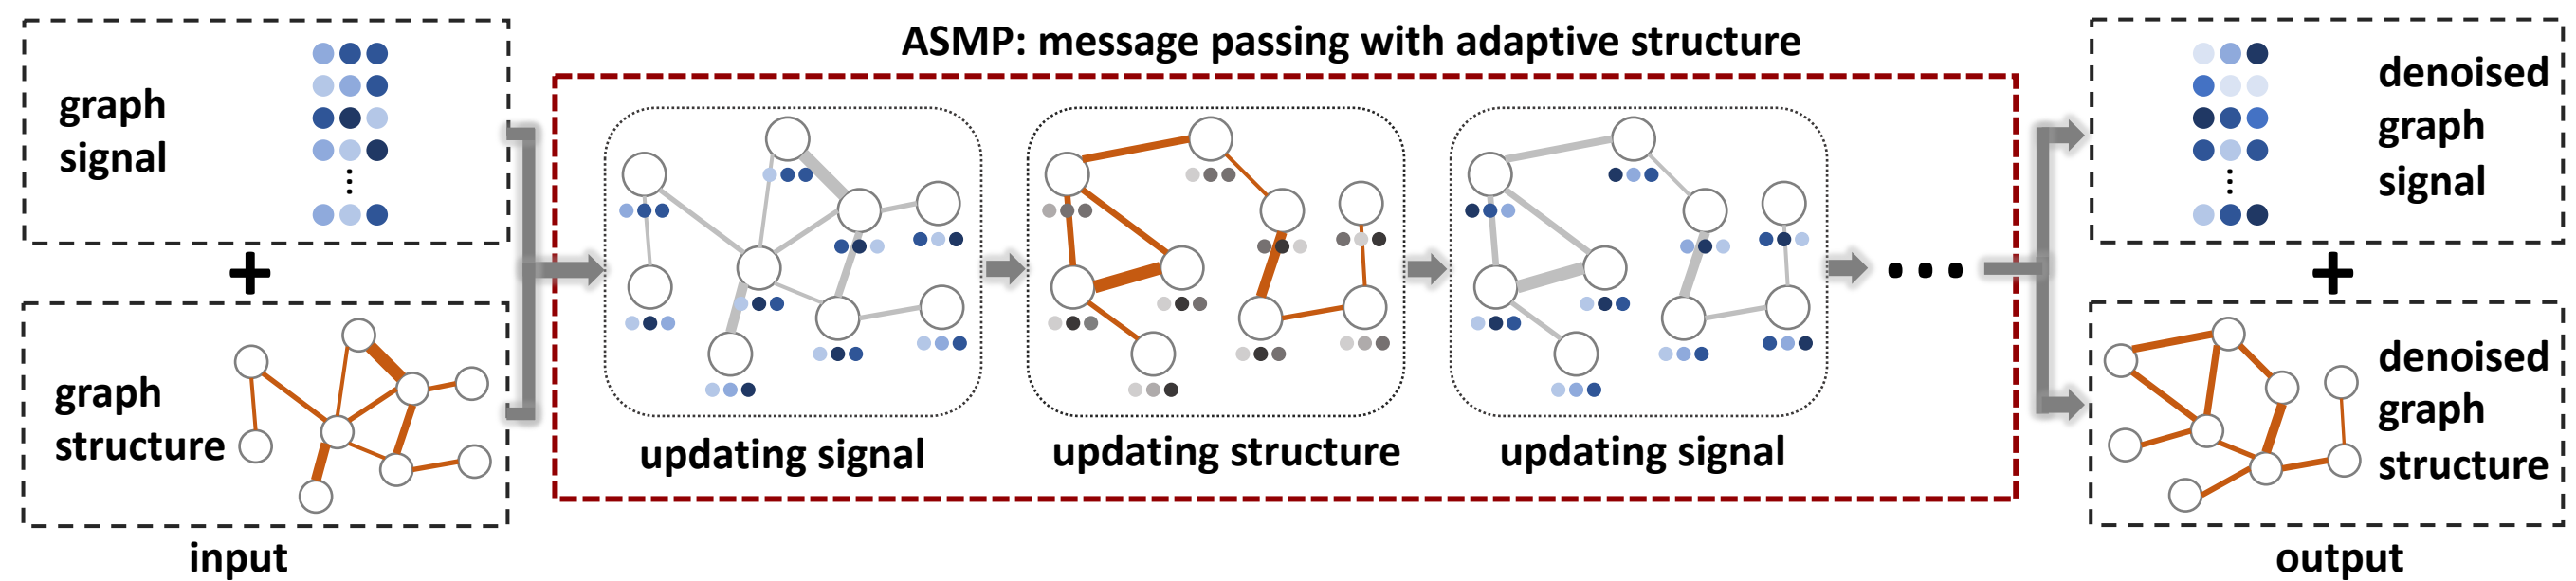 ASMP: message passing with adaptive structure
graph
signal
+
graph
structure
input
updating signal
updating structure
updating signal
...
denoised
graph
signal
+
denoised
graph
structure
output